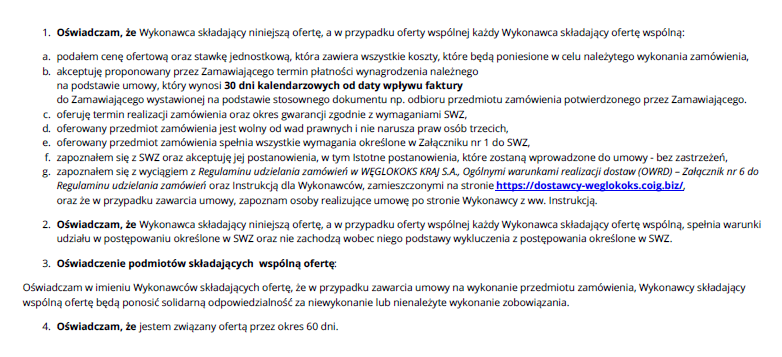 1. Oświadczam, że Wykonawca składający niniejszą ofertę, a w przypadku oferty wspólnej każdy Wykonawca składający ofertę wspólną:
a. podałem cenę ofertową oraz stawkę jednostkową, która zawiera wszystkie koszty, które będą poniesione w celu należytego wykonania zamówienia,
b. akceptuję proponowany przez Zamawiającego termin płatności wynagrodzenia należnego
na podstawie umowy, który wynosi 30 dni kalendarzowych od daty wpływu faktury
do Zamawiającego wystawionej na podstawie stosownego dokumentu np. odbioru przedmiotu zamówienia potwierdzonego przez Zamawiającego.
c. oferuję termin realizacji zamówienia oraz okres gwarancji zgodnie z wymaganiami SWZ,
d. oferowany przedmiot zamówienia jest wolny od wad prawnych i nie narusza praw osób trzecich,
e. oferowany przedmiot zamówienia spełnia wszystkie wymagania określone w Załączniku nr 1 do SWZ,
f. zapoznałem się z SWZ oraz akceptuję jej postanowienia, w tym Istotne postanowienia, które zostaną wprowadzone do umowy - bez zastrzeżeń,
g. zapoznałem się z wyciągiem z Regulaminu udzielania zamówień w WĘGLOKOKS KRAJ S.A., Ogólnymi warunkami realizacji dostaw (OWRD) – Załącznik nr 6 do
Regulaminu udzielania zamówień oraz Instrukcją dla Wykonawców, zamieszczonymi na stronie https://dostawcy-weglokoks.coig.biz/,
oraz że w przypadku zawarcia umowy, zapoznam osoby realizujące umowę po stronie Wykonawcy z ww. Instrukcją.
2. Oświadczam, że Wykonawca składający niniejszą ofertę, a w przypadku oferty wspólnej każdy Wykonawca składający ofertę wspólną, spełnia warunki
udziału w postępowaniu określone w SWZ oraz nie zachodzą wobec niego podstawy wykluczenia z postępowania określone w SWZ.
3. Oświadczenie podmiotów składających wspólną ofertę:
Oświadczam w imieniu Wykonawców składających ofertę, że w przypadku zawarcia umowy na wykonanie przedmiotu zamówienia, Wykonawcy składający
wspólną ofertę będą ponosić solidarną odpowiedzialność za niewykonanie lub nienależyte wykonanie zobowiązania.
4. Oświadczam, że jestem związany ofertą przez okres 60 dni.